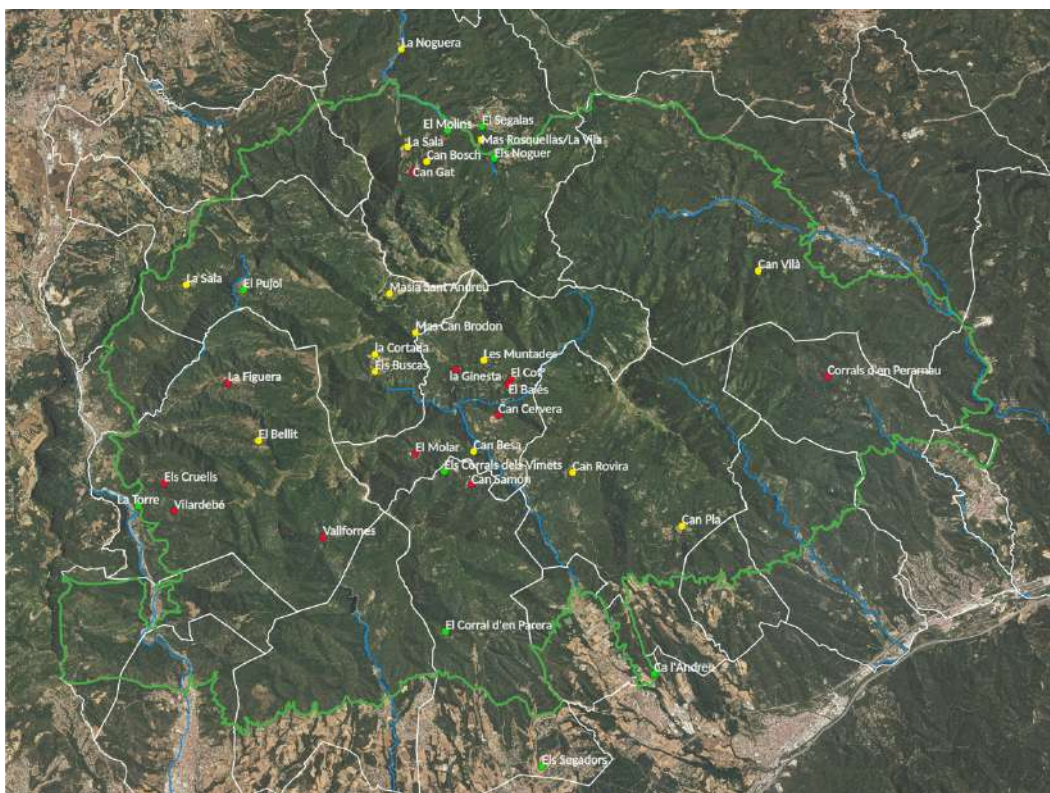 La Noguera
El Molins
El Segalas
La Sala
Mas Rosquellas/La Vila
Can Bosch
Els Noguer
Can Gat
Can Vilà
La Sala
El Pujol
Masia Sant Andreu
Mas Can Brodon
la Cortada
Les Muntades
Els Buscas
la Ginesta
El Cot
La Figuera
Corrals d'en Perarnau
El Bales
Can Cervera
El Bellit
El Molar
Can Besa
Els Corrals dels Vimets
Can Rovira
Els Cruells
Can Samon
La Torre
Vilardebó
Can Pla
Vallfornes
El Corral d'en Parera
Ca l'Andreu
Els Segadors